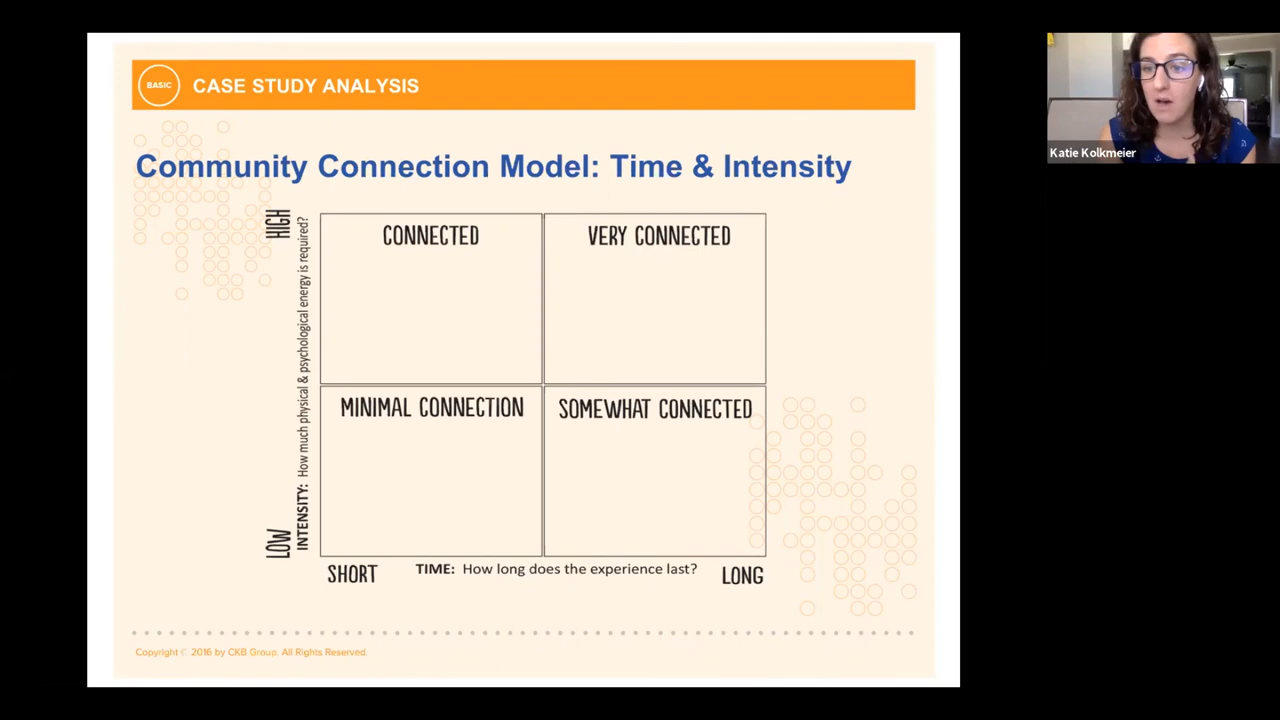 BASIC
CASE STUDY ANALYSIS
Community Connection Model: Time & Intensity
HIGH
LOW
INTENSITY: How much physical & psychological energy is required?
CONNECTED
VERY CONNECTED
MINIMAL CONNECTION
SOMEWHAT CONNECTED
SHORT
TIME: How long does the experience last?
LONG
Copyright © 2016 by CKB Group. All Rights Reserved.
Katie Kolkmeier